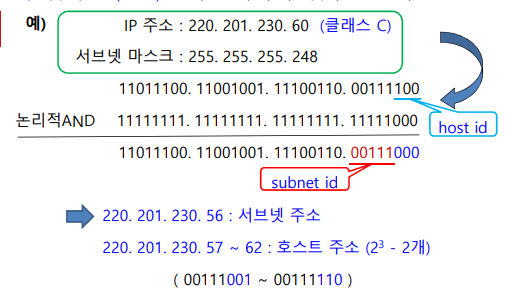 예) IP 주소 : 220. 201. 230. 60 (클래스 C)
서브넷 마스크 : 255. 255. 255. 248
11011100. 11001001. 11100110. 00111100
논리적AND 11111111. 11111111. 11111111. 11111000
host id
11011100. 11001001. 11100110. 00111000
subnet id
220. 201. 230. 56 : 서브넷 주소
220. 201. 230. 57 ~ 62 : 호스트 주소 (2³ - 2개)
( 00111001 ~ 00111110 )